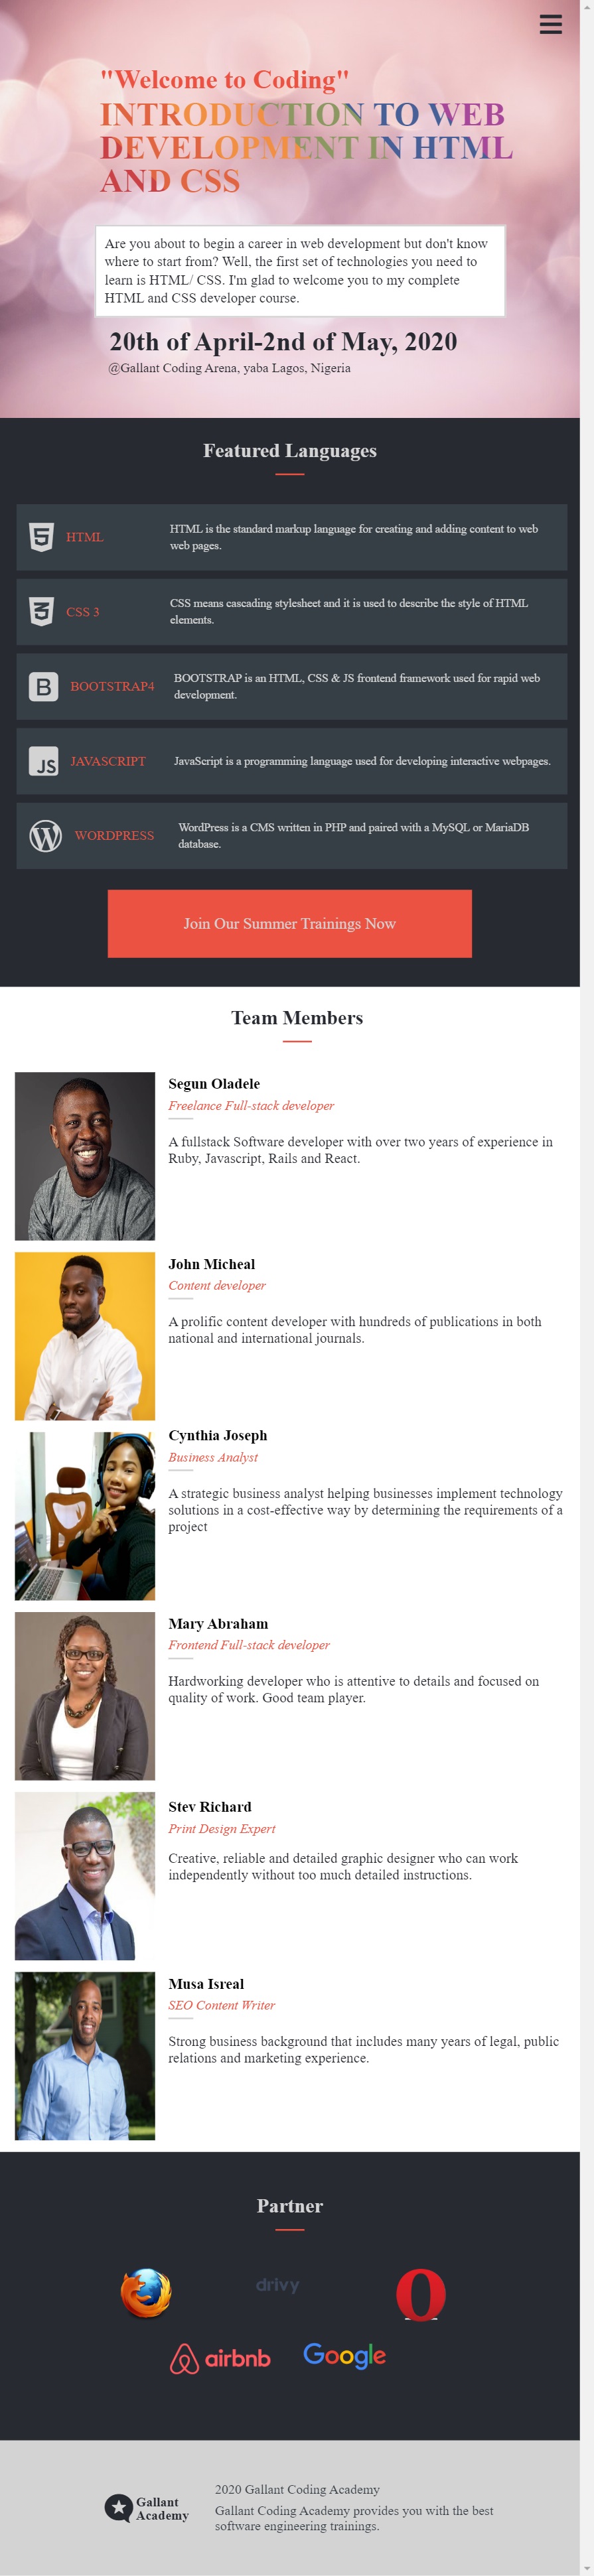 "Welcome to Coding"
INTRODUCTION TO WEB
DEVELOPMENT IN HTML
AND CSS
Are you about to begin a career in web development but don't know
where to start from? Well, the first set of technologies you need to
learn is HTML/ CSS. I'm glad to welcome you to my complete
HTML and CSS developer course.
20th of April-2nd of May, 2020
@Gallant Coding Arena, yaba Lagos, Nigeria
Featured Languages
HTML
HTML is the standard markup language for creating and adding content to web
web pages.
CSS 3
CSS means cascading stylesheet and it is used to describe the style of HTML
elements.
B
BOOTSTRAP4
BOOTSTRAP is an HTML, CSS & JS frontend framework used for rapid web
development.
JS
JAVASCRIPT
JavaScript is a programming language used for developing interactive webpages.
WORDPRESS
WordPress is a CMS written in PHP and paired with a MySQL or MariaDB
database.
Join Our Summer Trainings Now
Team Members
Segun Oladele
Freelance Full-stack developer
A fullstack Software developer with over two years of experience in
Ruby, Javascript, Rails and React.
John Micheal
Content developer
A prolific content developer with hundreds of publications in both
national and international journals.
Cynthia Joseph
Business Analyst
A strategic business analyst helping businesses implement technology
solutions in a cost-effective way by determining the requirements of a
project
Mary Abraham
Frontend Full-stack developer
Hardworking developer who is attentive to details and focused on
quality of work. Good team player.
Stev Richard
Print Design Expert
Creative, reliable and detailed graphic designer who can work
independently without too much detailed instructions.
Musa Isreal
SEO Content Writer
Strong business background that includes many years of legal, public
relations and marketing experience.
Partner
drivy
airbnb
Google
Gallant
Academy
2020 Gallant Coding Academy
Gallant Coding Academy provides you with the best
software engineering trainings.